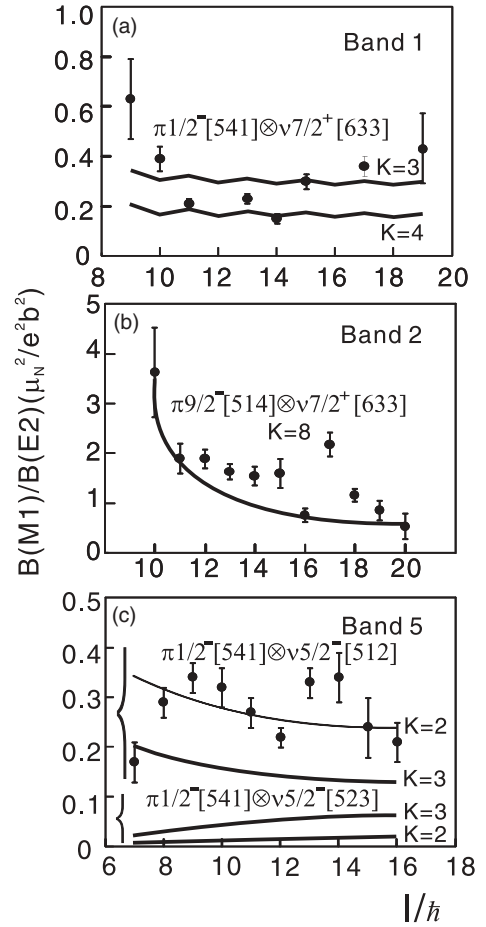 (a) Band 1
π1/2⁻[541]⊗ν7/2⁺[633]
K=3
K=4
1.0
0.8
0.6
0.4
0.2
0
8 10 12 14 16 18 20
(b) Band 2
π9/2⁻[514]⊗ν7/2⁺[633]
K=8
5
4
3
2
1
0
10 12 14 16 18 20
B(M1)/B(E2)(μN²/e²b²)
(c) Band 5
π1/2⁻[541]⊗ν5/2⁻[512]
K=2
K=3
π1/2⁻[541]⊗ν5/2⁻[523]
K=3
K=2
0.5
0.4
0.3
0.2
0.1
0
6 8 10 12 14 16 18
I/ħ